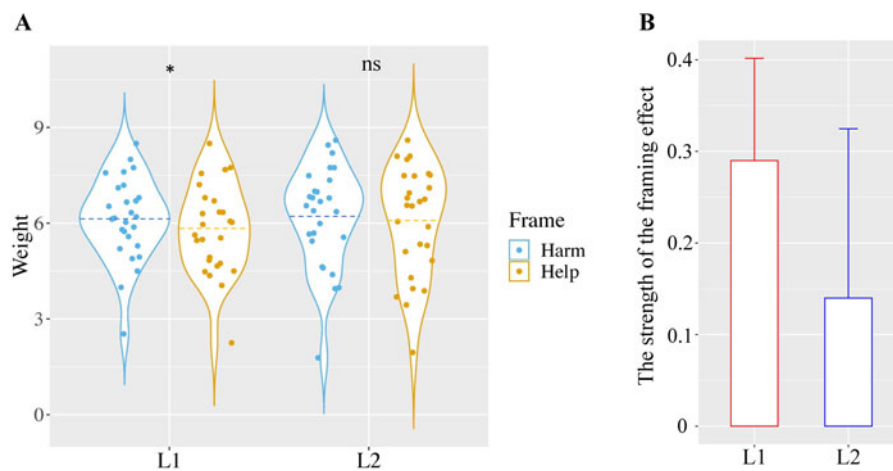 A
*
ns
Weight
9
6
3
0
L1
L2
Frame
Harm
Help
B
The strength of the framing effect
0.4
0.3
0.2
0.1
0
L1
L2